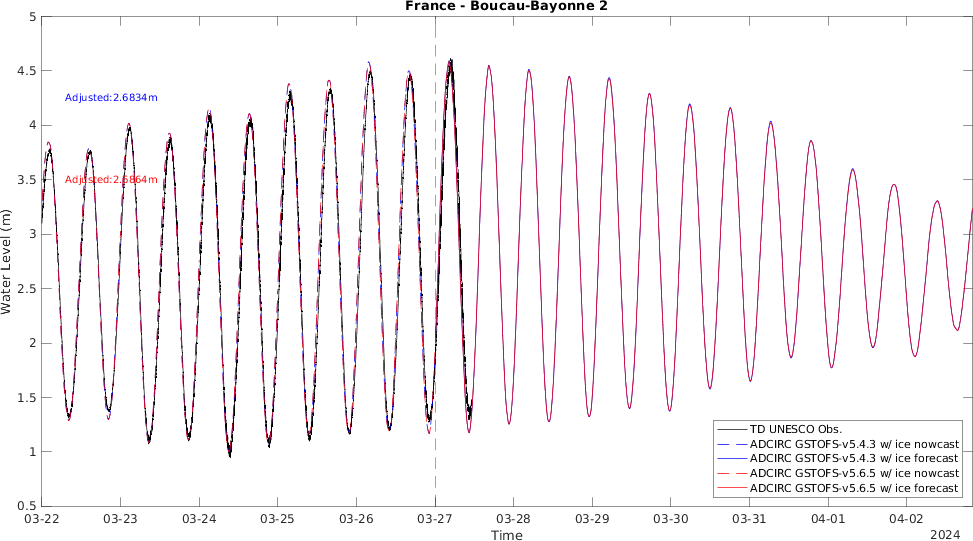 France - Boucau-Bayonne 2
5
4.5
4
3.5
3
2.5
2
1.5
1
0.5
Water Level (m)
Adjusted:2.6834m
Adjusted:2.6864m
TD UNESCO Obs.
ADCIRC GSTOFS-v5.4.3 w/ ice nowcast
ADCIRC GSTOFS-v5.4.3 w/ ice forecast
ADCIRC GSTOFS-v5.6.5 w/ ice nowcast
ADCIRC GSTOFS-v5.6.5 w/ ice forecast
03-22 03-23 03-24 03-25 03-26 03-27 03-28 03-29 03-30 03-31 04-01 04-02
Time
2024